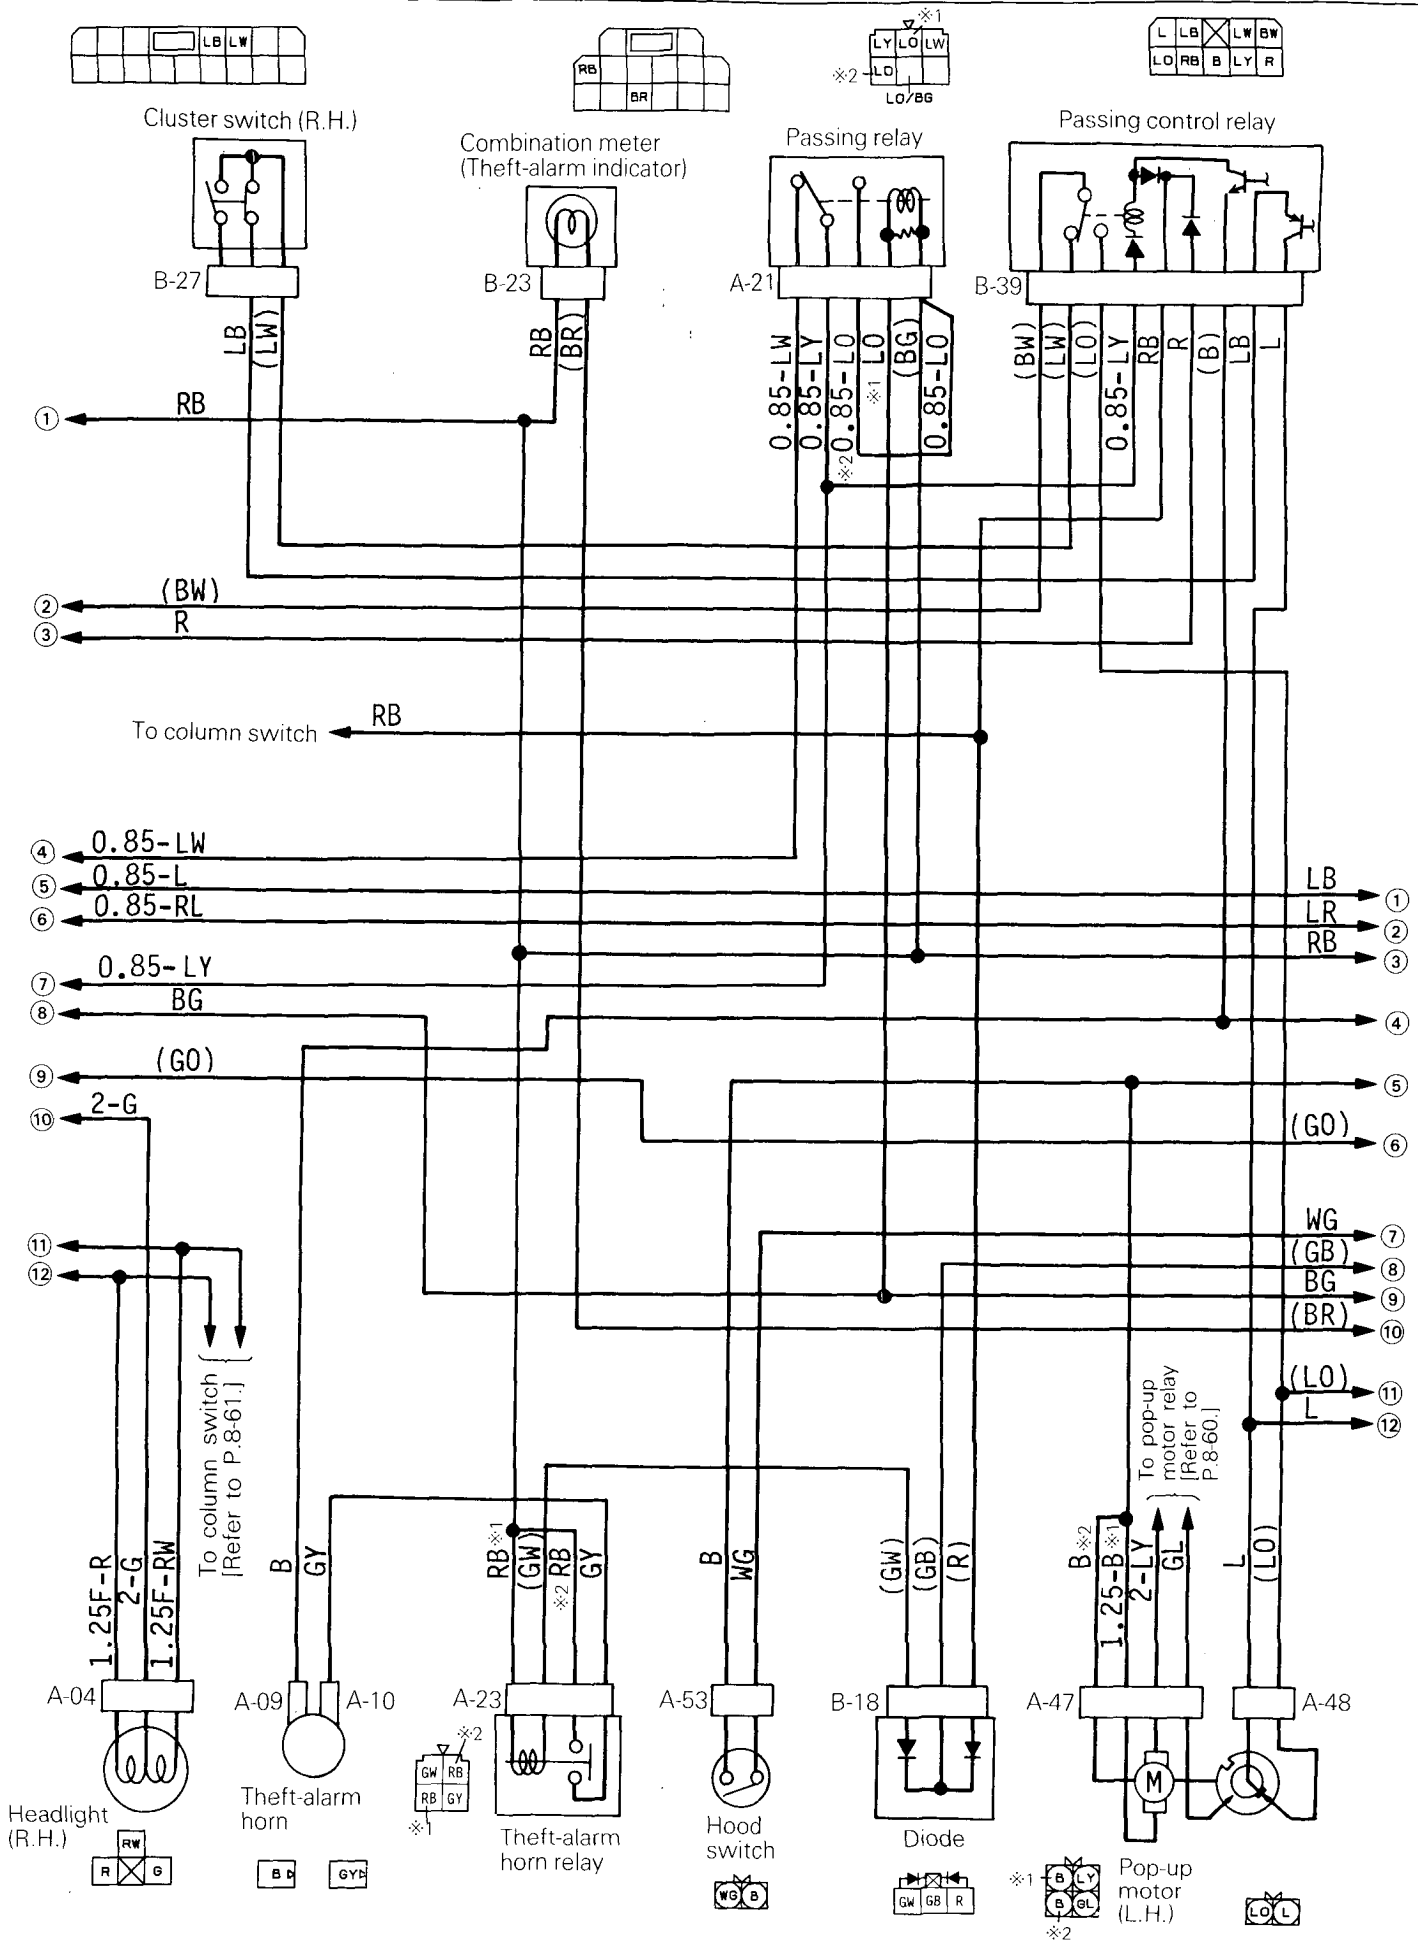 LB LW
RB
BR
※1
LY LO LW
※2 LO
LO/BG
L LB LW BW
LO RB B LY R
Cluster switch (R.H.)
Combination meter
(Theft-alarm indicator)
Passing relay
Passing control relay
B-27
B-23
A-21
B-39
LB
(LW)
RB
(BR)
0.85-LW
0.85-LY
0.85-LO
※2
LO
※1
(BG)
0.85-LO
(BW)
(LW)
(LO)
0.85-LY
RB
R
(B)
LB
L
① RB
② (BW)
③ R
To column switch RB
④ 0.85-LW
⑤ 0.85-L
LB ①
⑥ 0.85-RL
LR ②
RB ③
⑦ 0.85-LY
⑧ BG
④
⑨ (GO)
⑤
⑩ 2-G
(GO) ⑥
WG ⑦
⑪
(GB) ⑧
⑫
BG ⑨
(BR) ⑩
(LO) ⑪
L ⑫
To column switch
[Refer to P.8-61.]
To pop-up
motor relay
[Refer to
P.8-60.]
1.25F-R
2-G
1.25F-RW
B
GY
RB※1
(GW)
※2 RB
GY
B
WG
(GW)
(GB)
(R)
B※2
1.25-B※1
2-LY
GL
L
(LO)
A-04
A-09
A-10
A-23
A-53
B-18
A-47
A-48
M
Headlight
(R.H.)
RW
R G
Theft-alarm
horn
B
GY
※2
GW RB
RB GY
※1
Theft-alarm
horn relay
Hood
switch
WG B
Diode
GW GB R
※1 B LY
B GL
※2
Pop-up
motor
(L.H.)
LO L